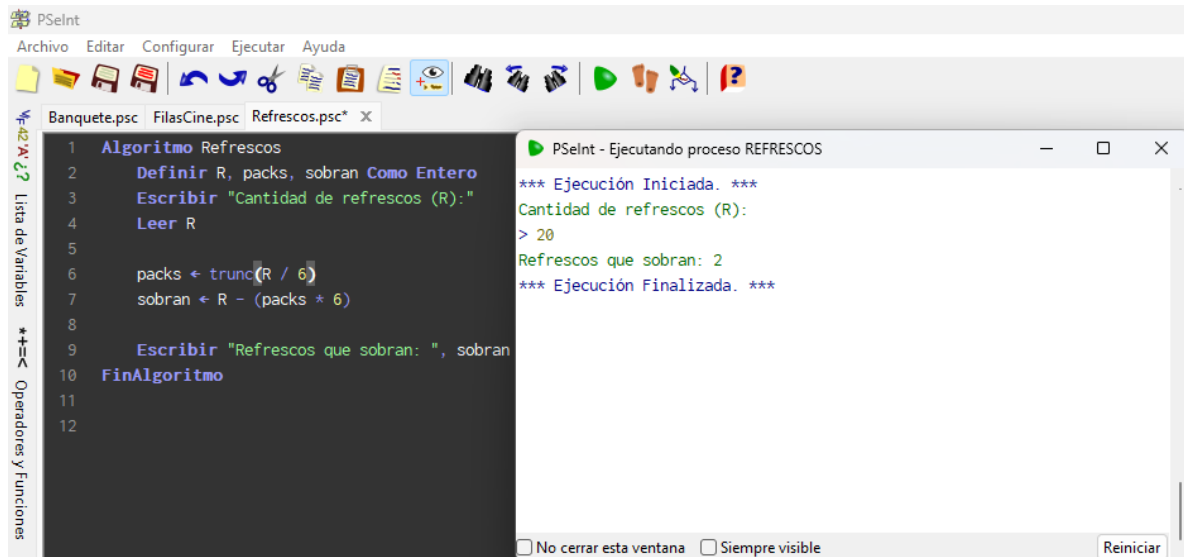 PSeInt
Archivo Editar Configurar Ejecutar Ayuda
Banquete.psc FilasCine.psc Refrescos.psc* X
Lista de Variables
*+=< Operadores y Funciones
1 Algoritmo Refrescos
2 Definir R, packs, sobran Como Entero
3 Escribir "Cantidad de refrescos (R):"
4 Leer R
5
6 packs ← trunc(R / 6)
7 sobran ← R - (packs * 6)
8
9 Escribir "Refrescos que sobran: ", sobran
10 FinAlgoritmo
11
12
PSeInt - Ejecutando proceso REFRESCOS
*** Ejecución Iniciada. ***
Cantidad de refrescos (R):
> 20
Refrescos que sobran: 2
*** Ejecución Finalizada. ***
No cerrar esta ventana Siempre visible Reiniciar